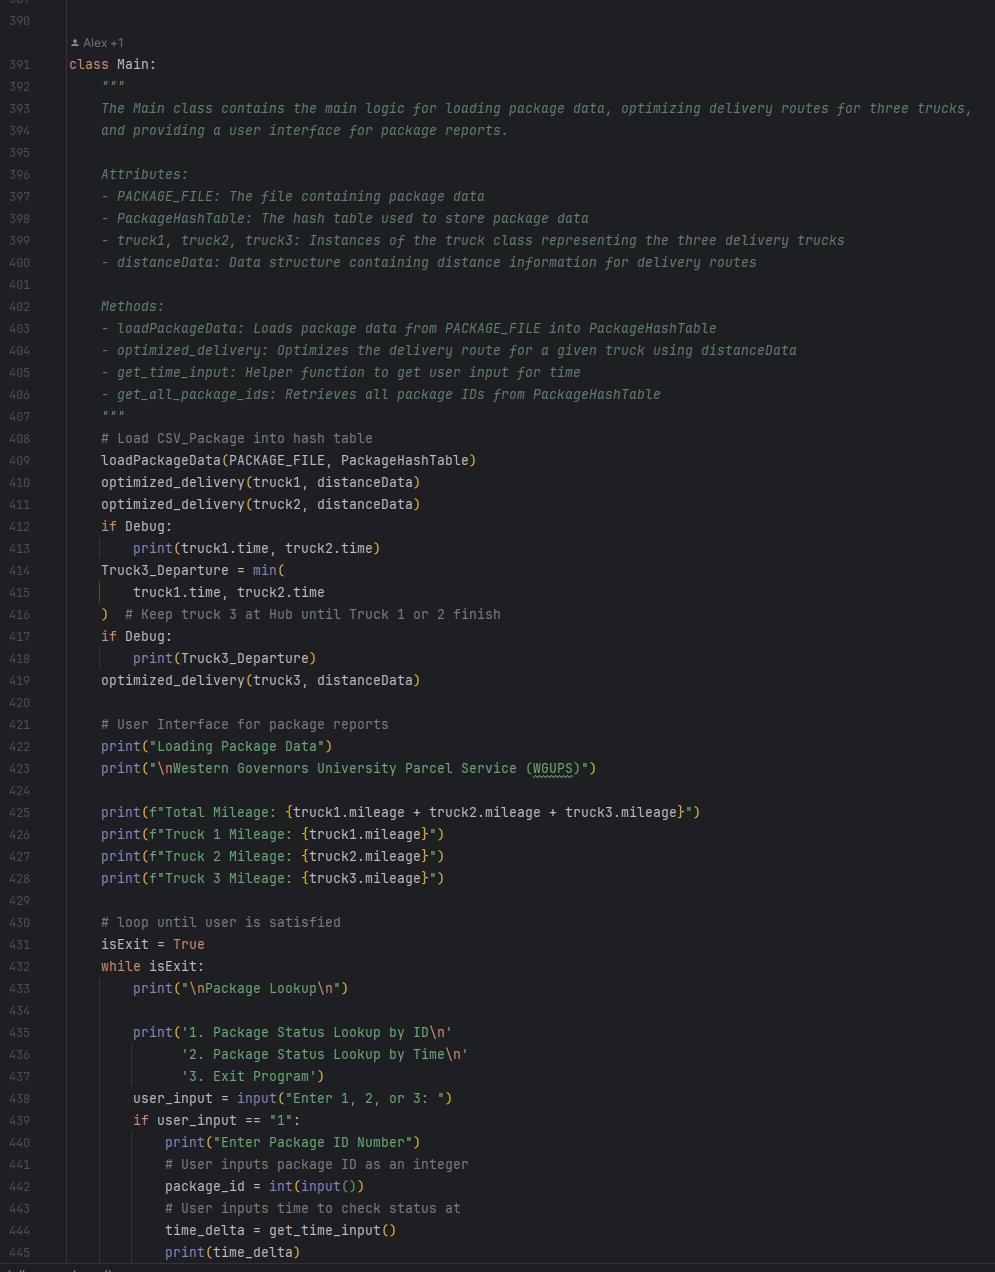 390
Alex +1
391 class Main:
392 """
393 The Main class contains the main logic for loading package data, optimizing delivery routes for three trucks,
394 and providing a user interface for package reports.
395
396 Attributes:
397 - PACKAGE_FILE: The file containing package data
398 - PackageHashTable: The hash table used to store package data
399 - truck1, truck2, truck3: Instances of the truck class representing the three delivery trucks
400 - distanceData: Data structure containing distance information for delivery routes
401
402 Methods:
403 - loadPackageData: Loads package data from PACKAGE_FILE into PackageHashTable
404 - optimized_delivery: Optimizes the delivery route for a given truck using distanceData
405 - get_time_input: Helper function to get user input for time
406 - get_all_package_ids: Retrieves all package IDs from PackageHashTable
407 """
408 # Load CSV_Package into hash table
409 loadPackageData(PACKAGE_FILE, PackageHashTable)
410 optimized_delivery(truck1, distanceData)
411 optimized_delivery(truck2, distanceData)
412 if Debug:
413 print(truck1.time, truck2.time)
414 Truck3_Departure = min(
415 truck1.time, truck2.time
416 ) # Keep truck 3 at Hub until Truck 1 or 2 finish
417 if Debug:
418 print(Truck3_Departure)
419 optimized_delivery(truck3, distanceData)
420
421 # User Interface for package reports
422 print("Loading Package Data")
423 print("\nWestern Governors University Parcel Service (WGUPS)")
424
425 print(f"Total Mileage: {truck1.mileage + truck2.mileage + truck3.mileage}")
426 print(f"Truck 1 Mileage: {truck1.mileage}")
427 print(f"Truck 2 Mileage: {truck2.mileage}")
428 print(f"Truck 3 Mileage: {truck3.mileage}")
429
430 # loop until user is satisfied
431 isExit = True
432 while isExit:
433 print("\nPackage Lookup\n")
434
435 print('1. Package Status Lookup by ID\n'
436 '2. Package Status Lookup by Time\n'
437 '3. Exit Program')
438 user_input = input("Enter 1, 2, or 3: ")
439 if user_input == "1":
440 print("Enter Package ID Number")
441 # User inputs package ID as an integer
442 package_id = int(input())
443 # User inputs time to check status at
444 time_delta = get_time_input()
445 print(time_delta)